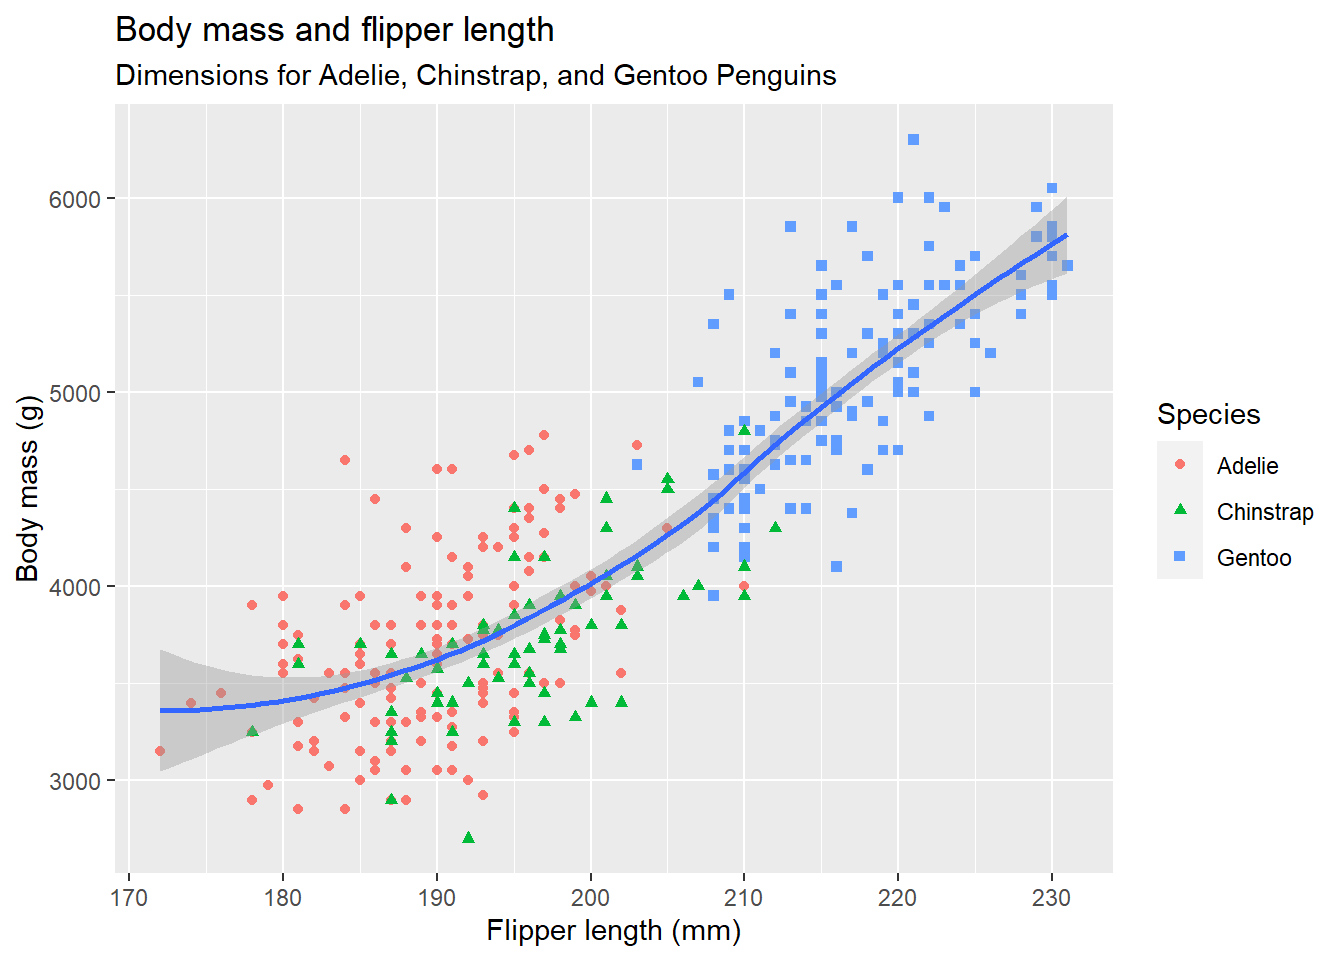 Body mass and flipper length
Dimensions for Adelie, Chinstrap, and Gentoo Penguins
Body mass (g)
6000
5000
4000
3000
170 180 190 200 210 220 230
Flipper length (mm)
Species
Adelie
Chinstrap
Gentoo